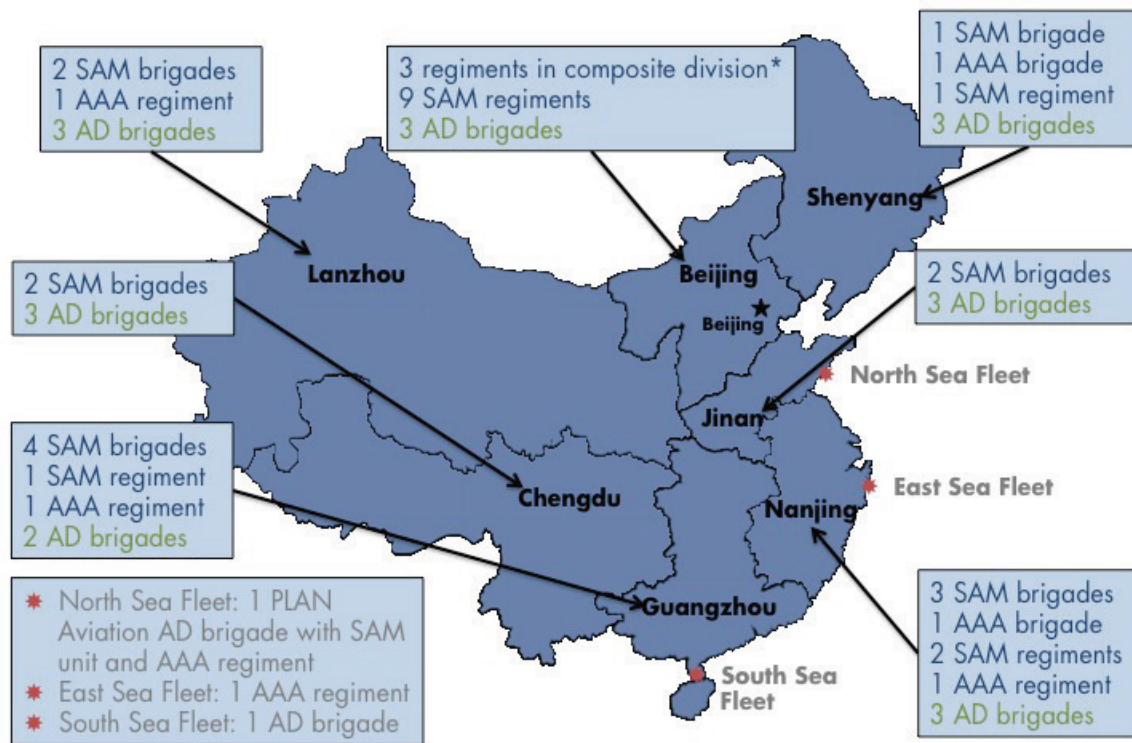 2 SAM brigades
1 AAA regiment
3 AD brigades
3 regiments in composite division*
9 SAM regiments
3 AD brigades
1 SAM brigade
1 AAA brigade
1 SAM regiment
3 AD brigades
Shenyang
Lanzhou
Beijing
Beijing
2 SAM brigades
3 AD brigades
2 SAM brigades
3 AD brigades
North Sea Fleet
Jinan
4 SAM brigades
1 SAM regiment
1 AAA regiment
2 AD brigades
Chengdu
East Sea Fleet
Nanjing
North Sea Fleet: 1 PLAN
Aviation AD brigade with SAM
unit and AAA regiment
East Sea Fleet: 1 AAA regiment
South Sea Fleet: 1 AD brigade
Guangzhou
South Sea
Fleet
3 SAM brigades
1 AAA brigade
2 SAM regiments
1 AAA regiment
3 AD brigades